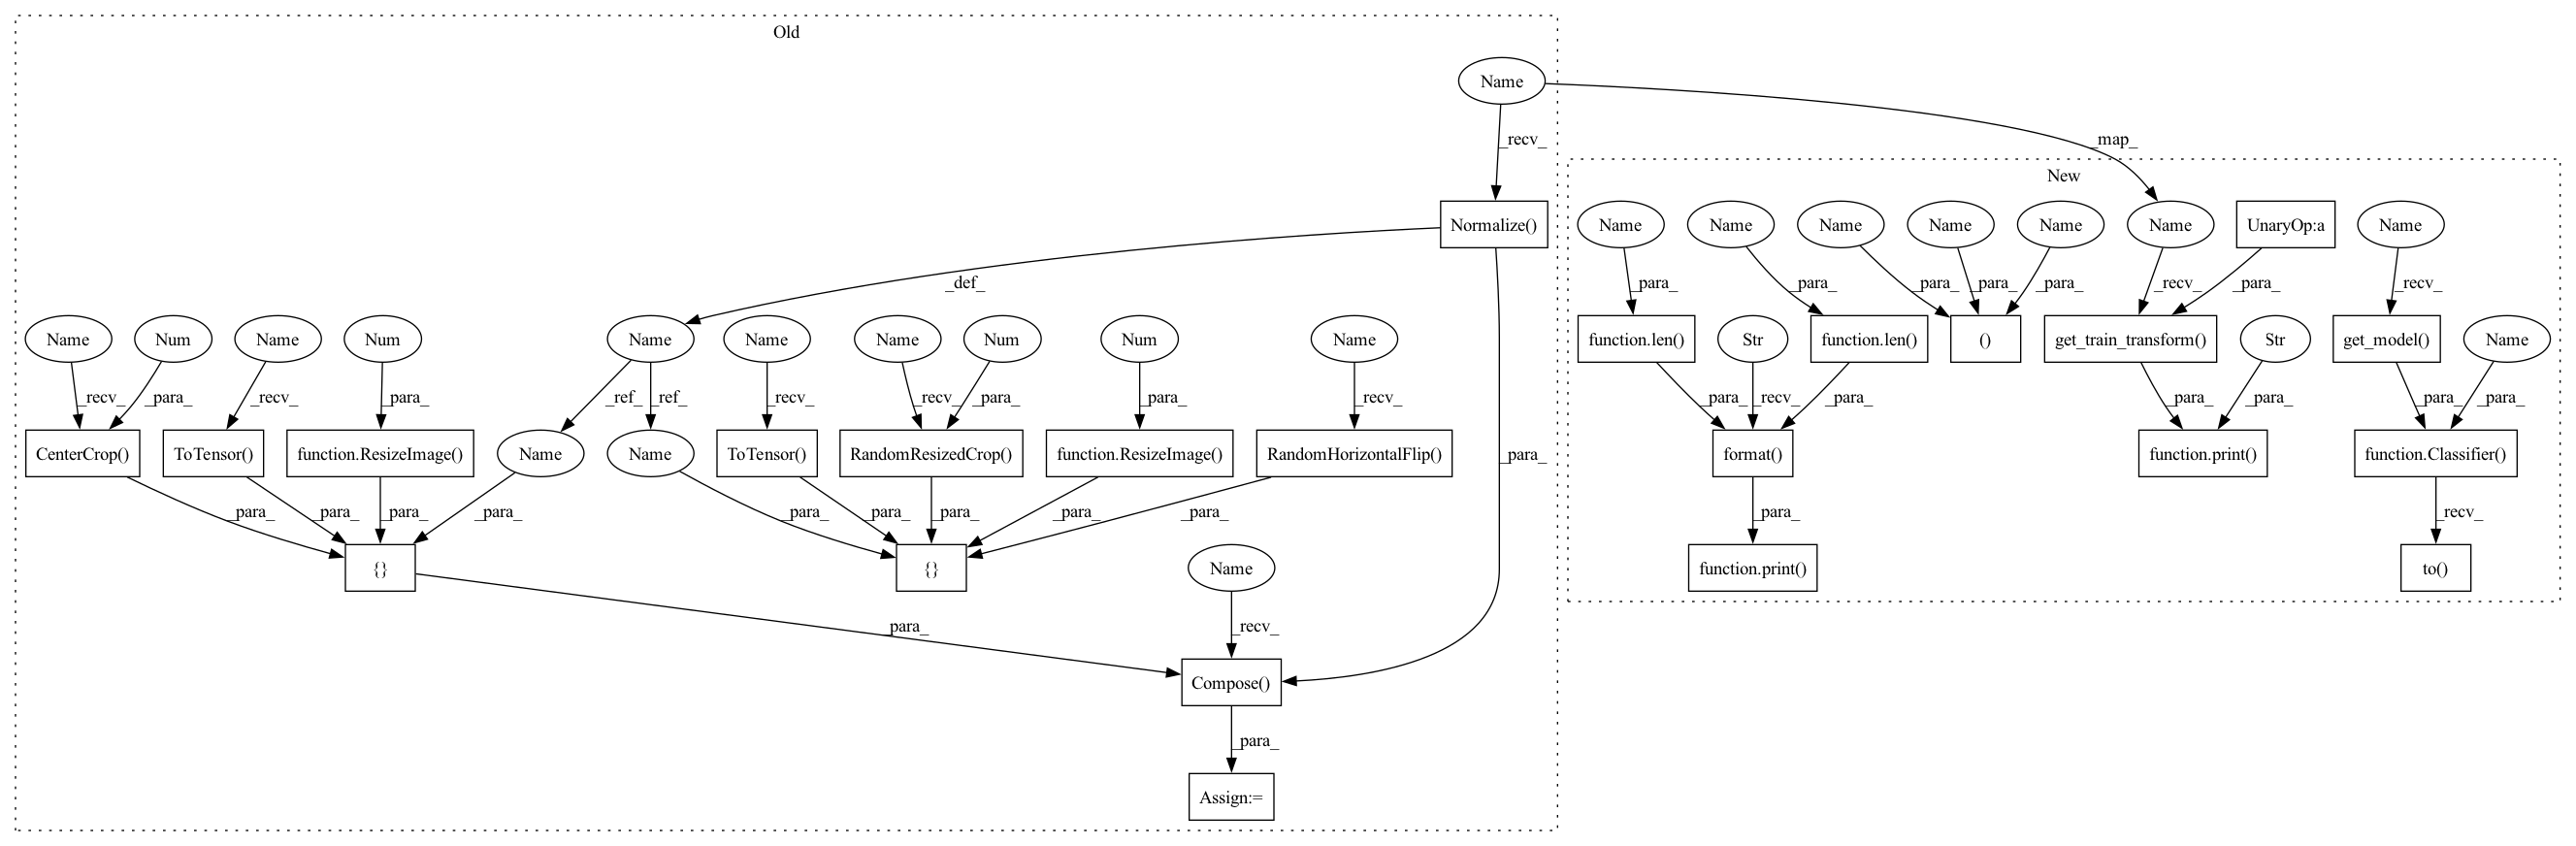 Old
Name
_recv_
_map_
New
Name
Name
Name
Name
Name
Name
UnaryOp:a
Name
Normalize()
_def_
_para_
_para_
_para_
_para_
_para_
_recv_
_para_
_recv_
Name
Num
Name
Num
Name
Name
Name
Num
Num
Name
function.len()
Str
function.len()
()
get_train_transform()
Str
get_model()
Name
_recv_
_para_
_recv_
_para_
_ref_
_ref_
_recv_
_recv_
_para_
_para_
_recv_
_para_
_recv_
_para_
_para_
_para_
_para_
_para_
CenterCrop()
ToTensor()
function.ResizeImage()
Name
Name
ToTensor()
RandomResizedCrop()
function.ResizeImage()
RandomHorizontalFlip()
_para_
format()
function.print()
function.Classifier()
_para_
_para_
_para_
_para_
_para_
_para_
_para_
_para_
_para_
_para_
_recv_
{}
{}
Name
function.print()
to()
_para_
_recv_
Compose()
_para_
Assign:=